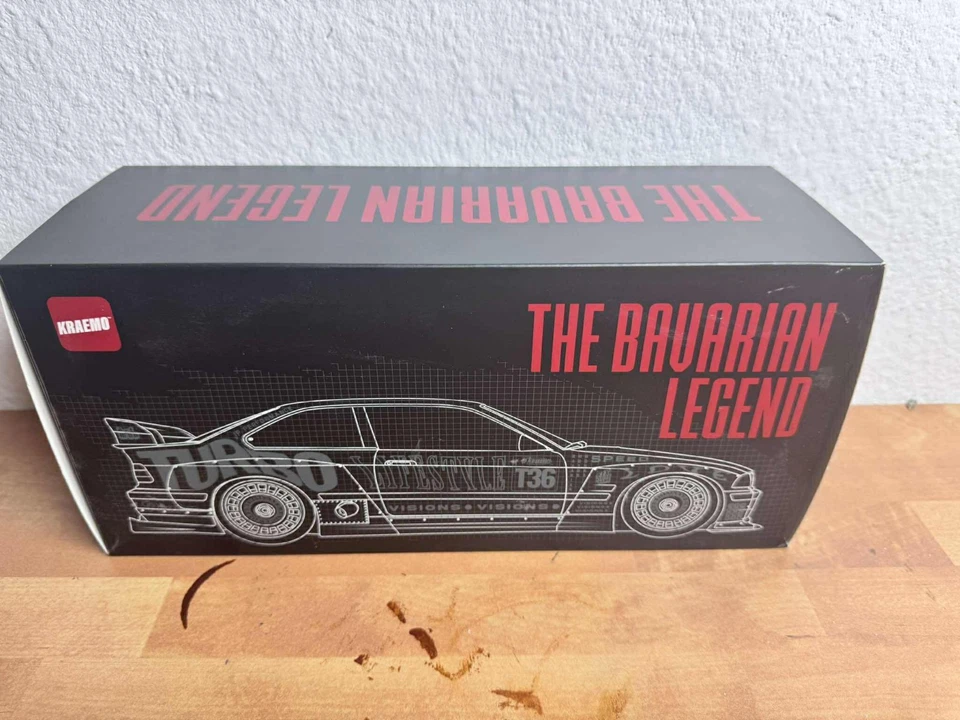 THE BAVARIAN LEGEND
KRAEMO
THE BAVARIAN
LEGEND
TURBO
LIFESTYLE
T36
SPEED
VISIONS • VISIONS •